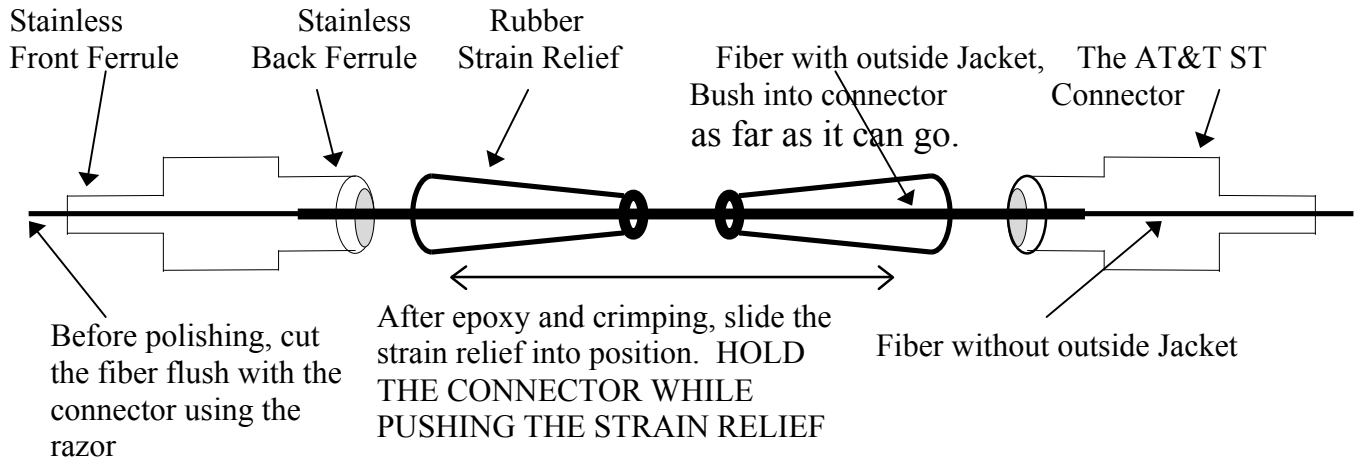 Stainless
Front Ferrule
Stainless
Back Ferrule
Rubber
Strain Relief
Fiber with outside Jacket,
Bush into connector
as far as it can go.
The AT&T ST
Connector
Before polishing, cut
the fiber flush with the
connector using the
razor
After epoxy and crimping, slide the
strain relief into position. HOLD
THE CONNECTOR WHILE
PUSHING THE STRAIN RELIEF
Fiber without outside Jacket